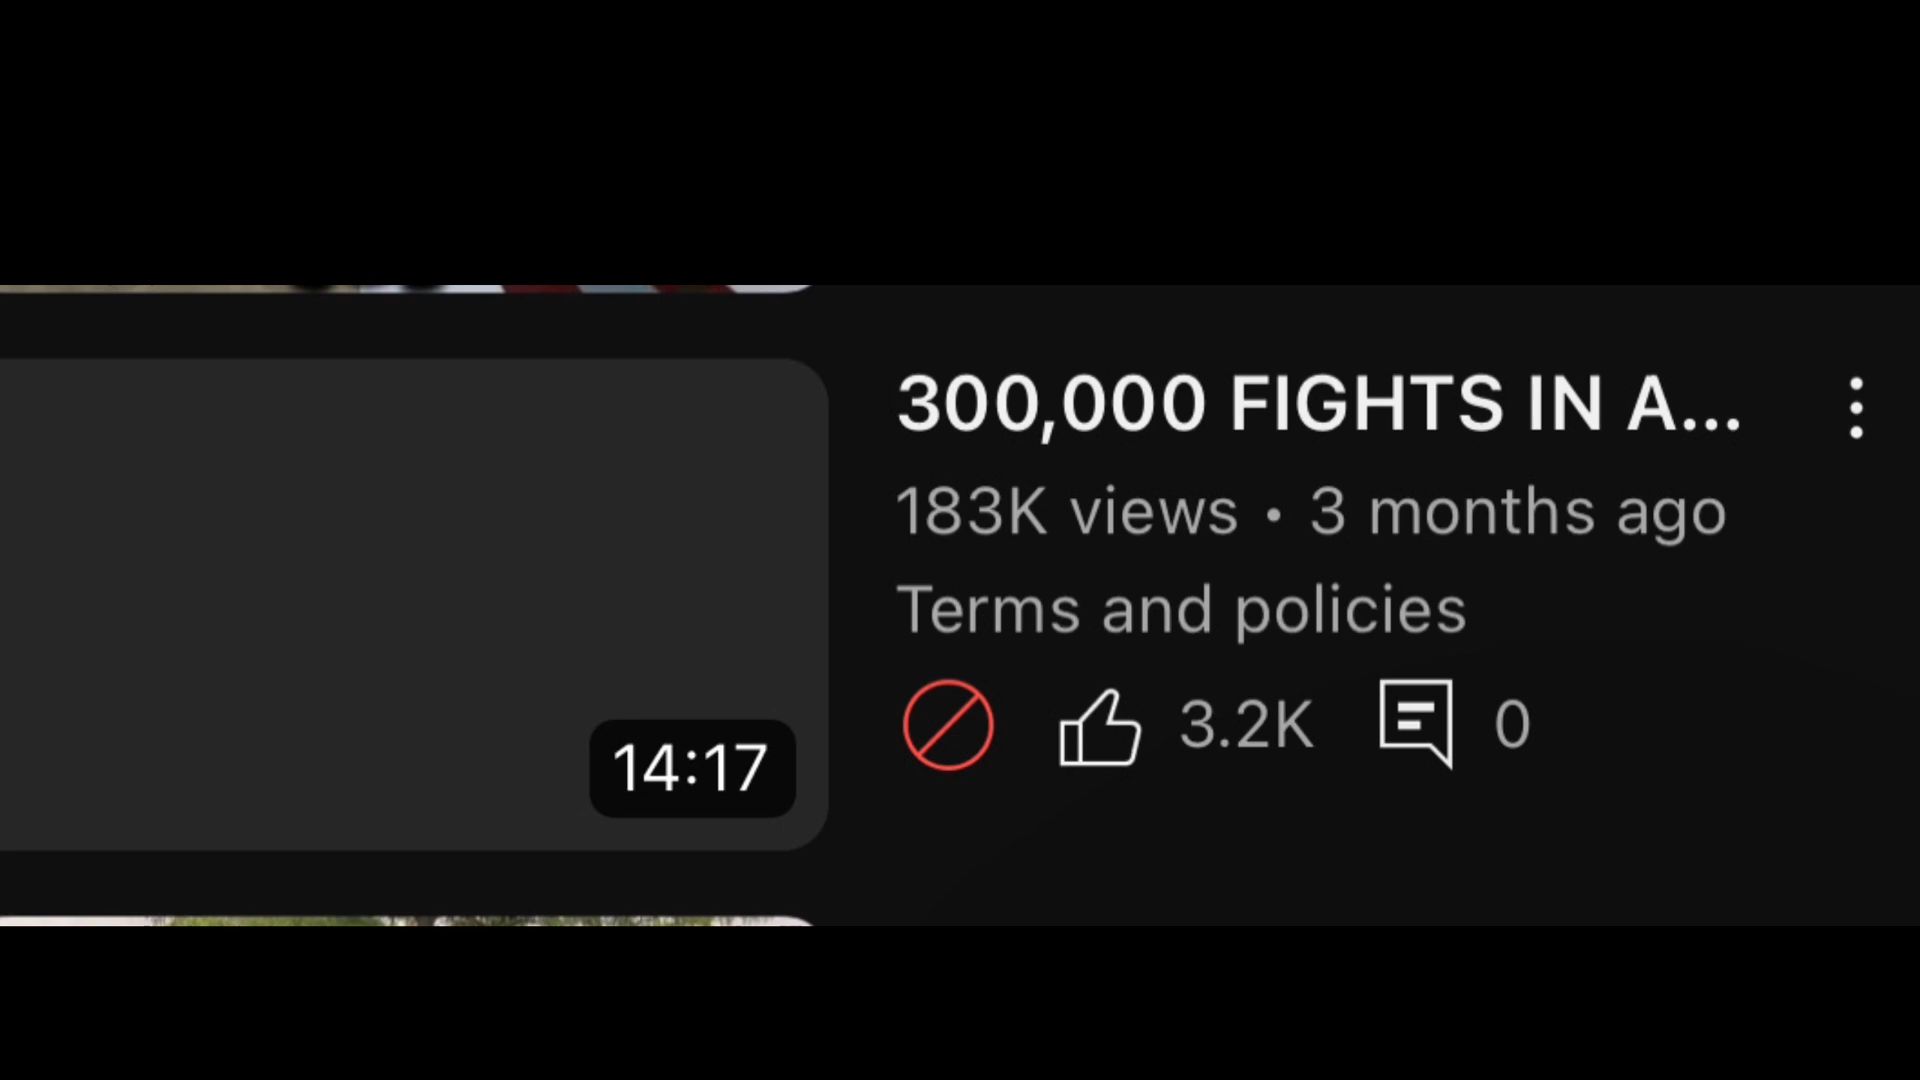 300,000 FIGHTS IN A...
183K views • 3 months ago
Terms and policies
3.2K 0
14:17